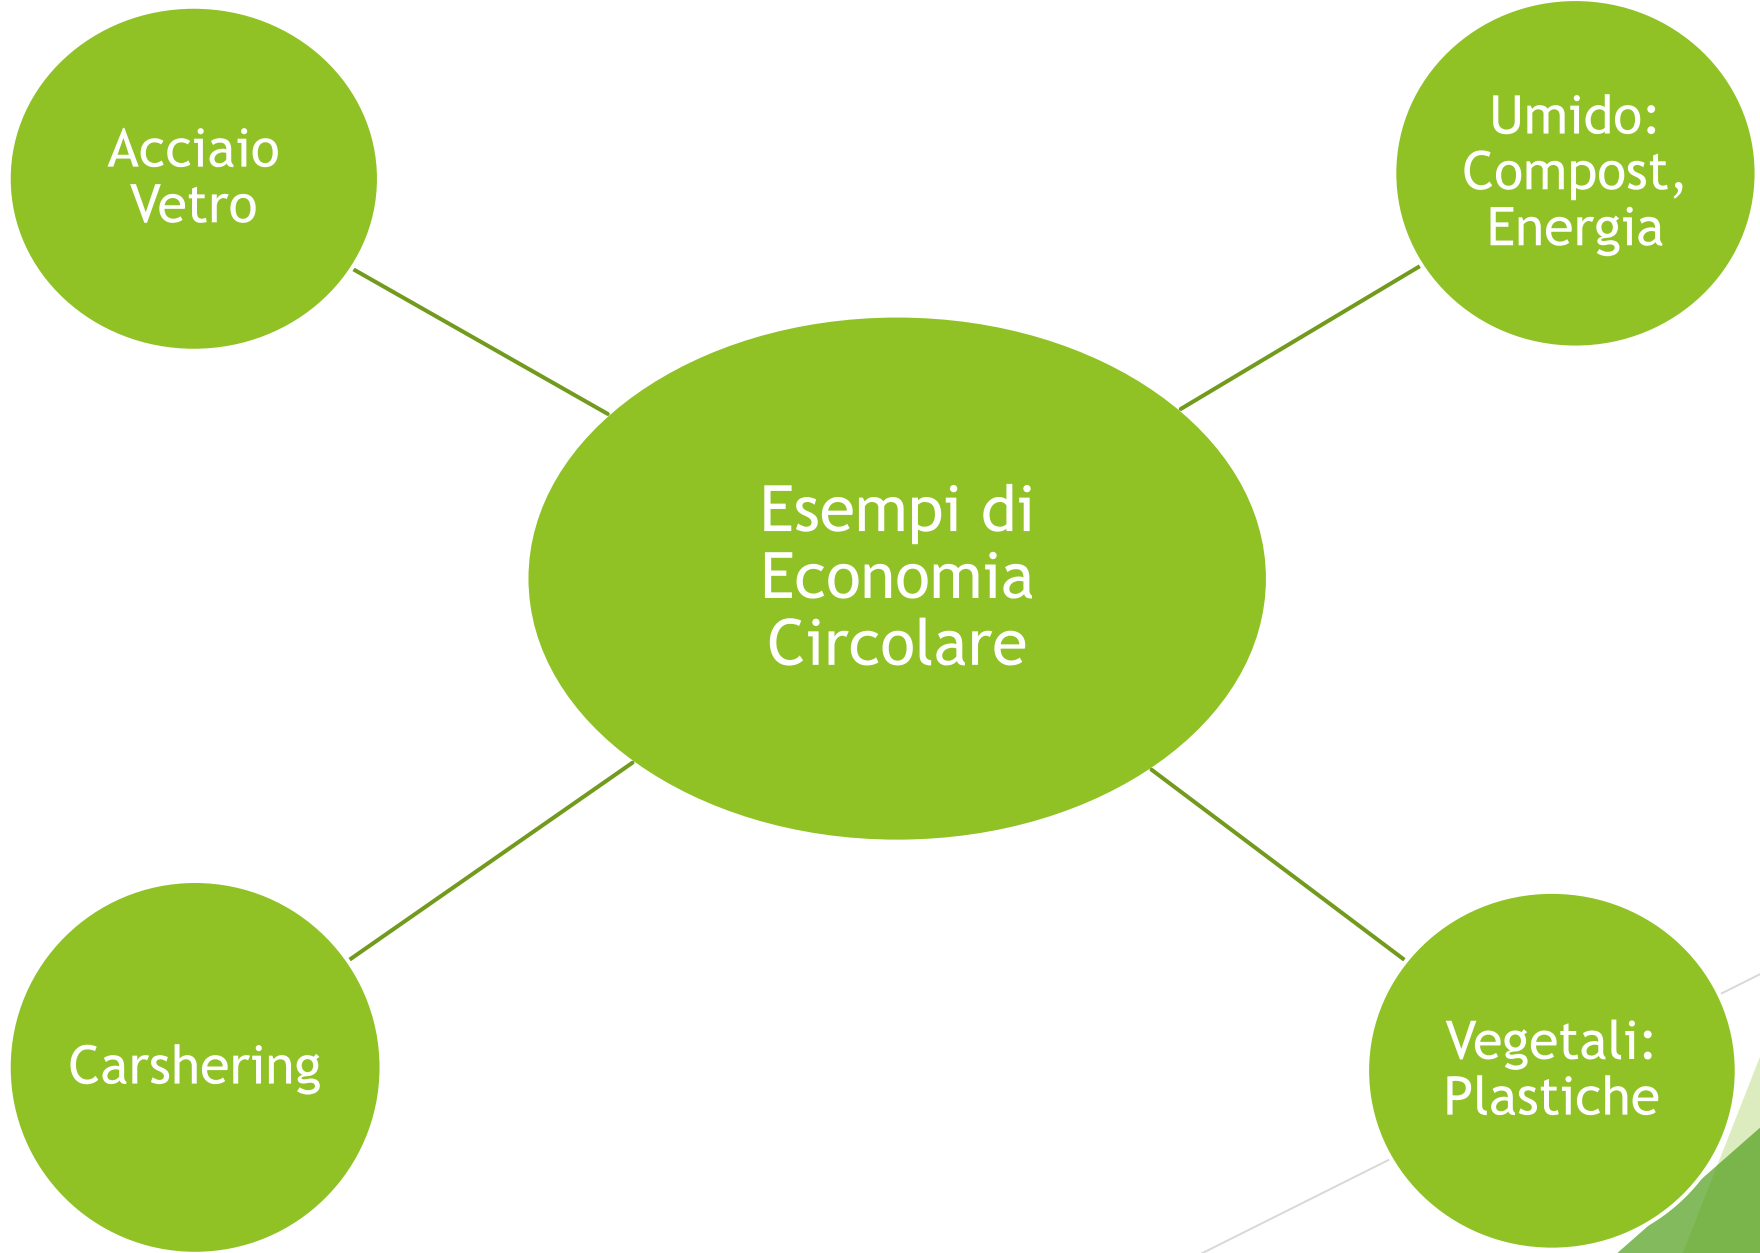 Acciaio
Vetro
Umido:
Compost,
Energia
Esempi di
Economia
Circolare
Carshering
Vegetali:
Plastiche